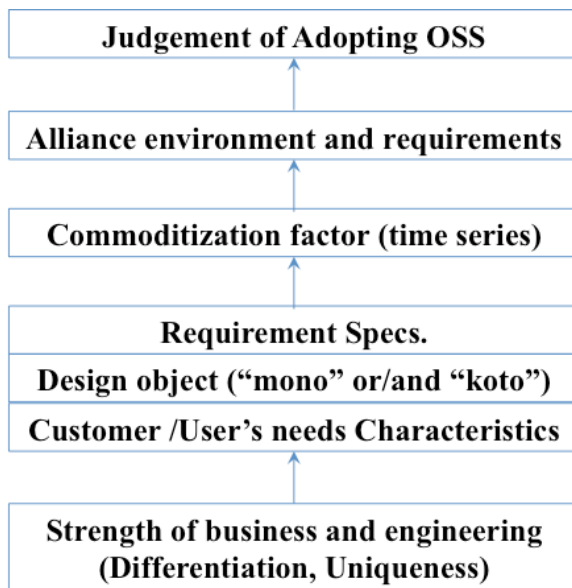 Judgement of Adopting OSS
Alliance environment and requirements
Commoditization factor (time series)
Requirement Specs.
Design object (“mono” or/and “koto”)
Customer /User’s needs Characteristics
Strength of business and engineering
(Differentiation, Uniqueness)